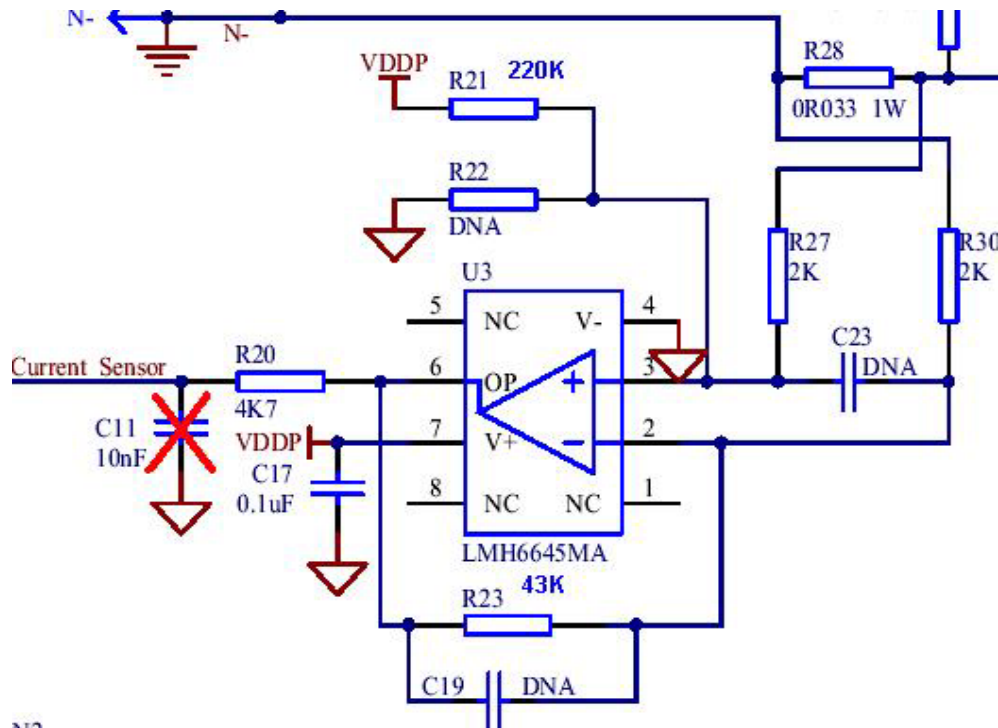 N-
N-
R28
0R033 1W
VDDP
R21
220K
R22
DNA
R27
2K
R30
2K
U3
5
NC
V-
4
C23
DNA
Current Sensor
R20
4K7
6
OP
+
3
C11
10nF
VDDP
7
V+
−
2
C17
0.1uF
8
NC
NC
1
LMH6645MA
43K
R23
C19
DNA